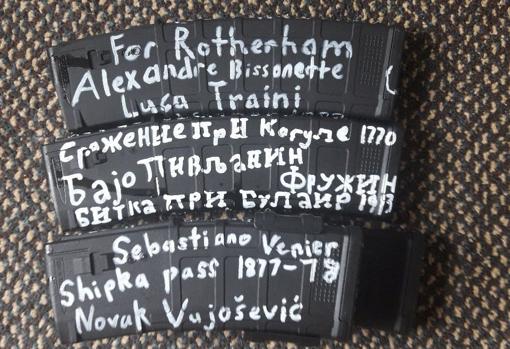 For Rotherham
Alexandre Bissonette
Luca Traini
Сражение при Кагуле 1770
Бајо Пивљанин
Фружин
Битка при Булаир 1913
Sebastiano Venier
Shipka pass 1877-78
Novak Vujošević